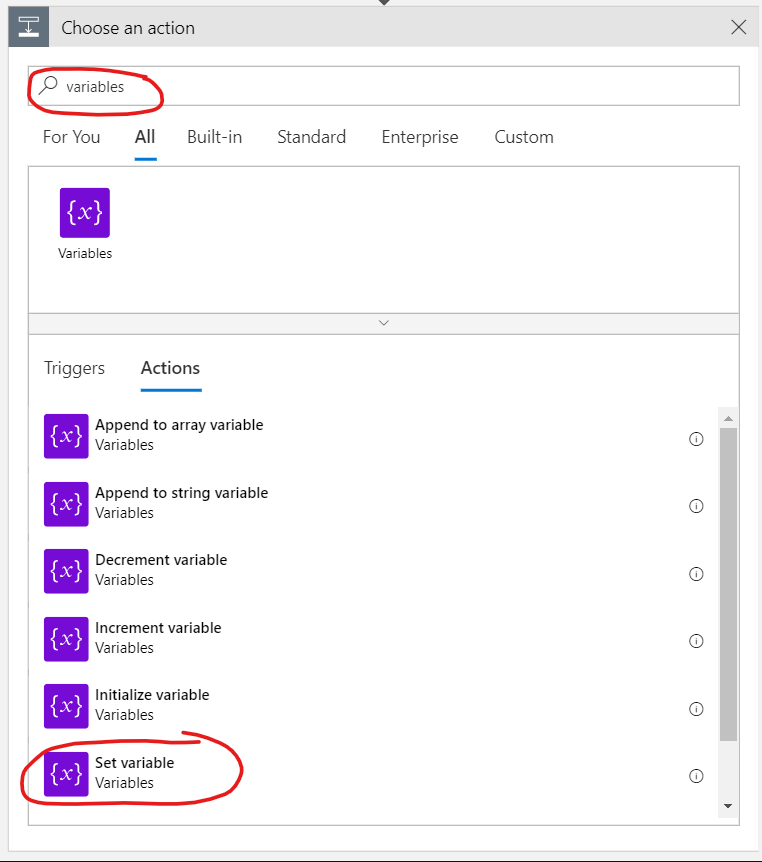 Choose an action
variables
For You All Built-in Standard Enterprise Custom
{x}
Variables
Triggers Actions
{x} Append to array variable
Variables
{x} Append to string variable
Variables
{x} Decrement variable
Variables
{x} Increment variable
Variables
{x} Initialize variable
Variables
{x} Set variable
Variables